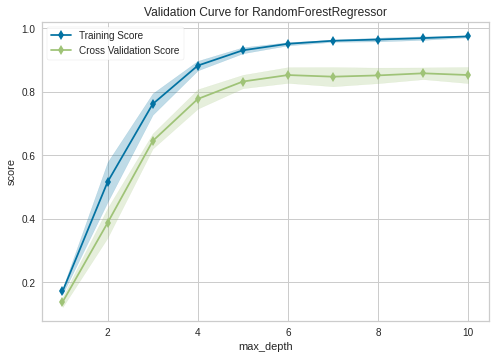 Validation Curve for RandomForestRegressor
Training Score
Cross Validation Score
1.0
0.8
0.6
0.4
0.2
score
2 4 6 8 10
max_depth